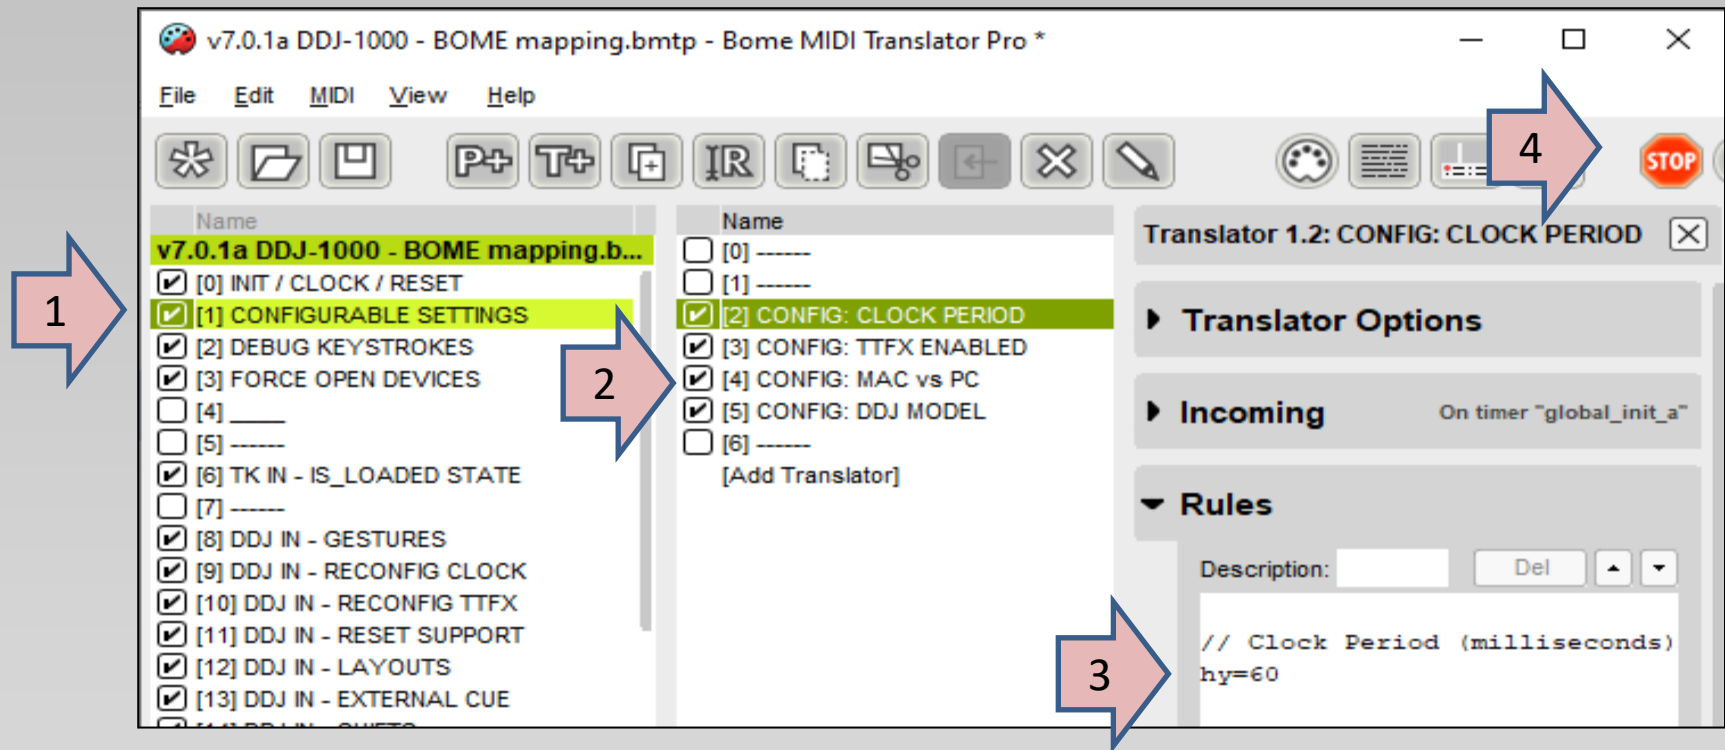 v7.0.1a DDJ-1000 - BOME mapping.bmtp - Bome MIDI Translator Pro *
File Edit MIDI View Help
P+ T+ IR
4
STOP
Name
v7.0.1a DDJ-1000 - BOME mapping.b...
[0] INIT / CLOCK / RESET
1
[1] CONFIGURABLE SETTINGS
[2] DEBUG KEYSTROKES
[3] FORCE OPEN DEVICES
[4] ____
[5] ------
[6] TK IN - IS_LOADED STATE
[7] ------
[8] DDJ IN - GESTURES
[9] DDJ IN - RECONFIG CLOCK
[10] DDJ IN - RECONFIG TTFX
[11] DDJ IN - RESET SUPPORT
[12] DDJ IN - LAYOUTS
[13] DDJ IN - EXTERNAL CUE
Name
[0] ------
[1] ------
[2] CONFIG: CLOCK PERIOD
[3] CONFIG: TTFX ENABLED
2
[4] CONFIG: MAC vs PC
[5] CONFIG: DDJ MODEL
[6] ------
[Add Translator]
Translator 1.2: CONFIG: CLOCK PERIOD
Translator Options
Incoming On timer "global_init_a"
Rules
Description: Del
// Clock Period (milliseconds)
3
hy=60